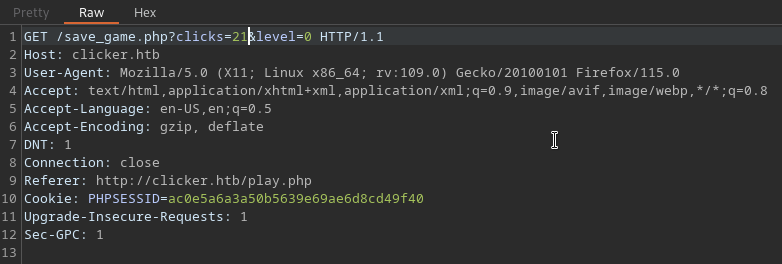 Pretty Raw Hex
1 GET /save_game.php?clicks=21&level=0 HTTP/1.1
2 Host: clicker.htb
3 User-Agent: Mozilla/5.0 (X11; Linux x86_64; rv:109.0) Gecko/20100101 Firefox/115.0
4 Accept: text/html,application/xhtml+xml,application/xml;q=0.9,image/avif,image/webp,*/*;q=0.8
5 Accept-Language: en-US,en;q=0.5
6 Accept-Encoding: gzip, deflate
7 DNT: 1
8 Connection: close
9 Referer: http://clicker.htb/play.php
10 Cookie: PHPSESSID=ac0e5a6a3a50b5639e69ae6d8cd49f40
11 Upgrade-Insecure-Requests: 1
12 Sec-GPC: 1
13